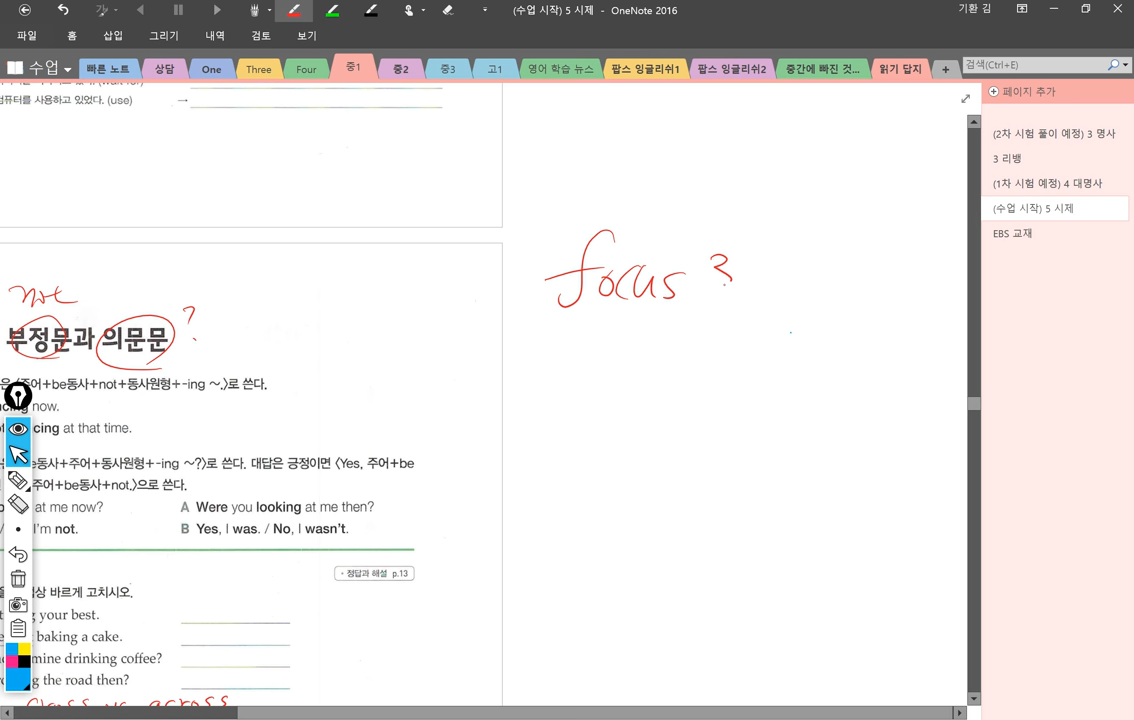 (수업 시작) 5 시제 - OneNote 2016
기환 김
파일 홈 삽입 그리기 내역 검토 보기
수업 빠른 노트 상담 One Three Four 중1 중2 중3 고1 영어 학습 뉴스 팝스 잉글리쉬1 팝스 잉글리쉬2 중간에 빠진 것... 읽기 답지 + 검색(Ctrl+E)
페이지 추가
(2차 시험 풀이 예정) 3 명사
3 리뱅
(1차 시험 예정) 4 대명사
(수업 시작) 5 시제
EBS 교재
컴퓨터를 사용하고 있었다. (use) →
focus ?
not
부정문과 의문문 ?
은 〈주어+be동사+not+동사원형+-ing ~.〉로 쓴다.
cing now.
cing at that time.
be동사+주어+동사원형+-ing ~?〉로 쓴다. 대답은 긍정이면 〈Yes, 주어+be
주어+be동사+not.〉으로 쓴다.
at me now? A Were you looking at me then?
I'm not. B Yes, I was. / No, I wasn't.
• 정답과 해설 p.13
상 바르게 고치시오.
g your best.
baking a cake.
mine drinking coffee?
g the road then?
across